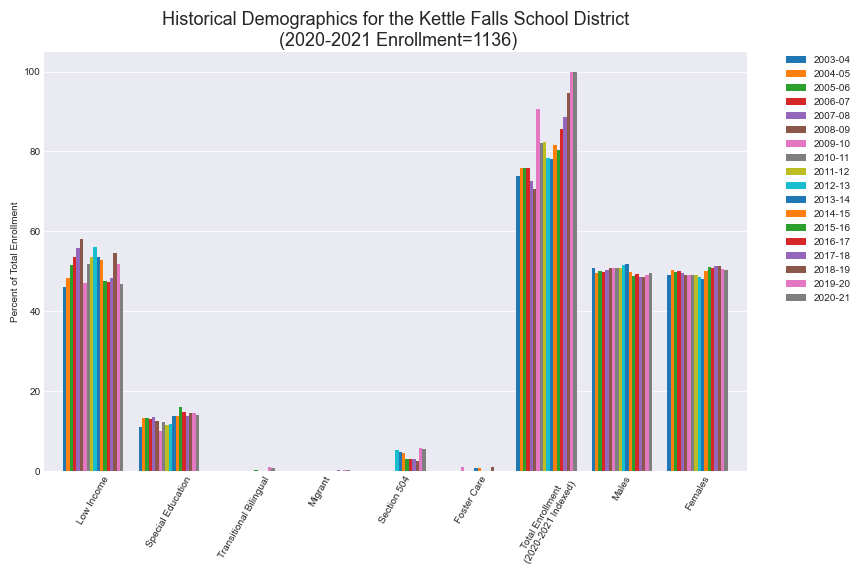 Historical Demographics for the Kettle Falls School District
(2020-2021 Enrollment=1136)
Percent of Total Enrollment
100
80
60
40
20
0
Low Income
Special Education
Transitional Bilingual
Migrant
Section 504
Foster Care
Total Enrollment
(2020-2021 Indexed)
Males
Females
2003-04
2004-05
2005-06
2006-07
2007-08
2008-09
2009-10
2010-11
2011-12
2012-13
2013-14
2014-15
2015-16
2016-17
2017-18
2018-19
2019-20
2020-21